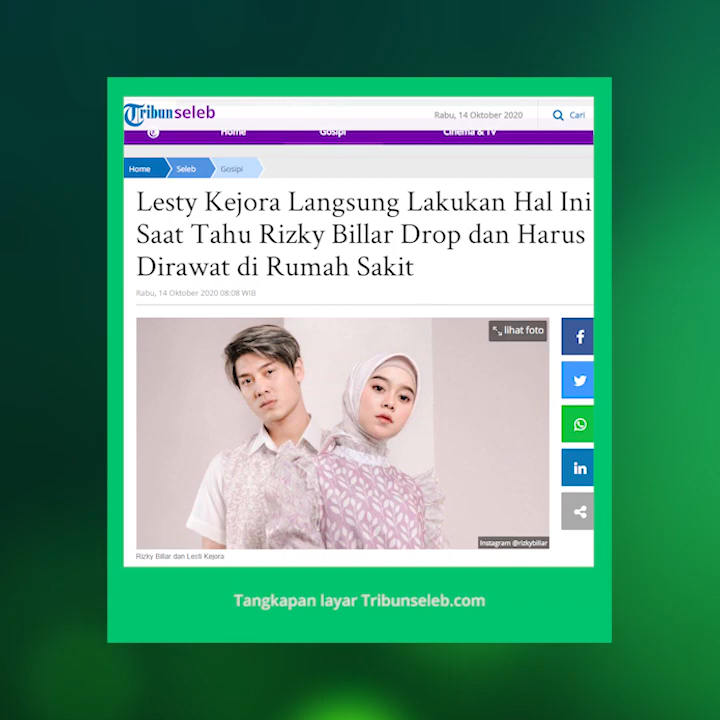 Tribunseleb
Rabu, 14 Oktober 2020
Cari
Home
Gosipi
Cinema & TV
Home
Seleb
Gosipi
Lesty Kejora Langsung Lakukan Hal Ini
Saat Tahu Rizky Billar Drop dan Harus
Dirawat di Rumah Sakit
Rabu, 14 Oktober 2020 08:08 WIB
lihat foto
Instagram @rizkybillar
Rizky Billar dan Lesti Kejora
Tangkapan layar Tribunseleb.com